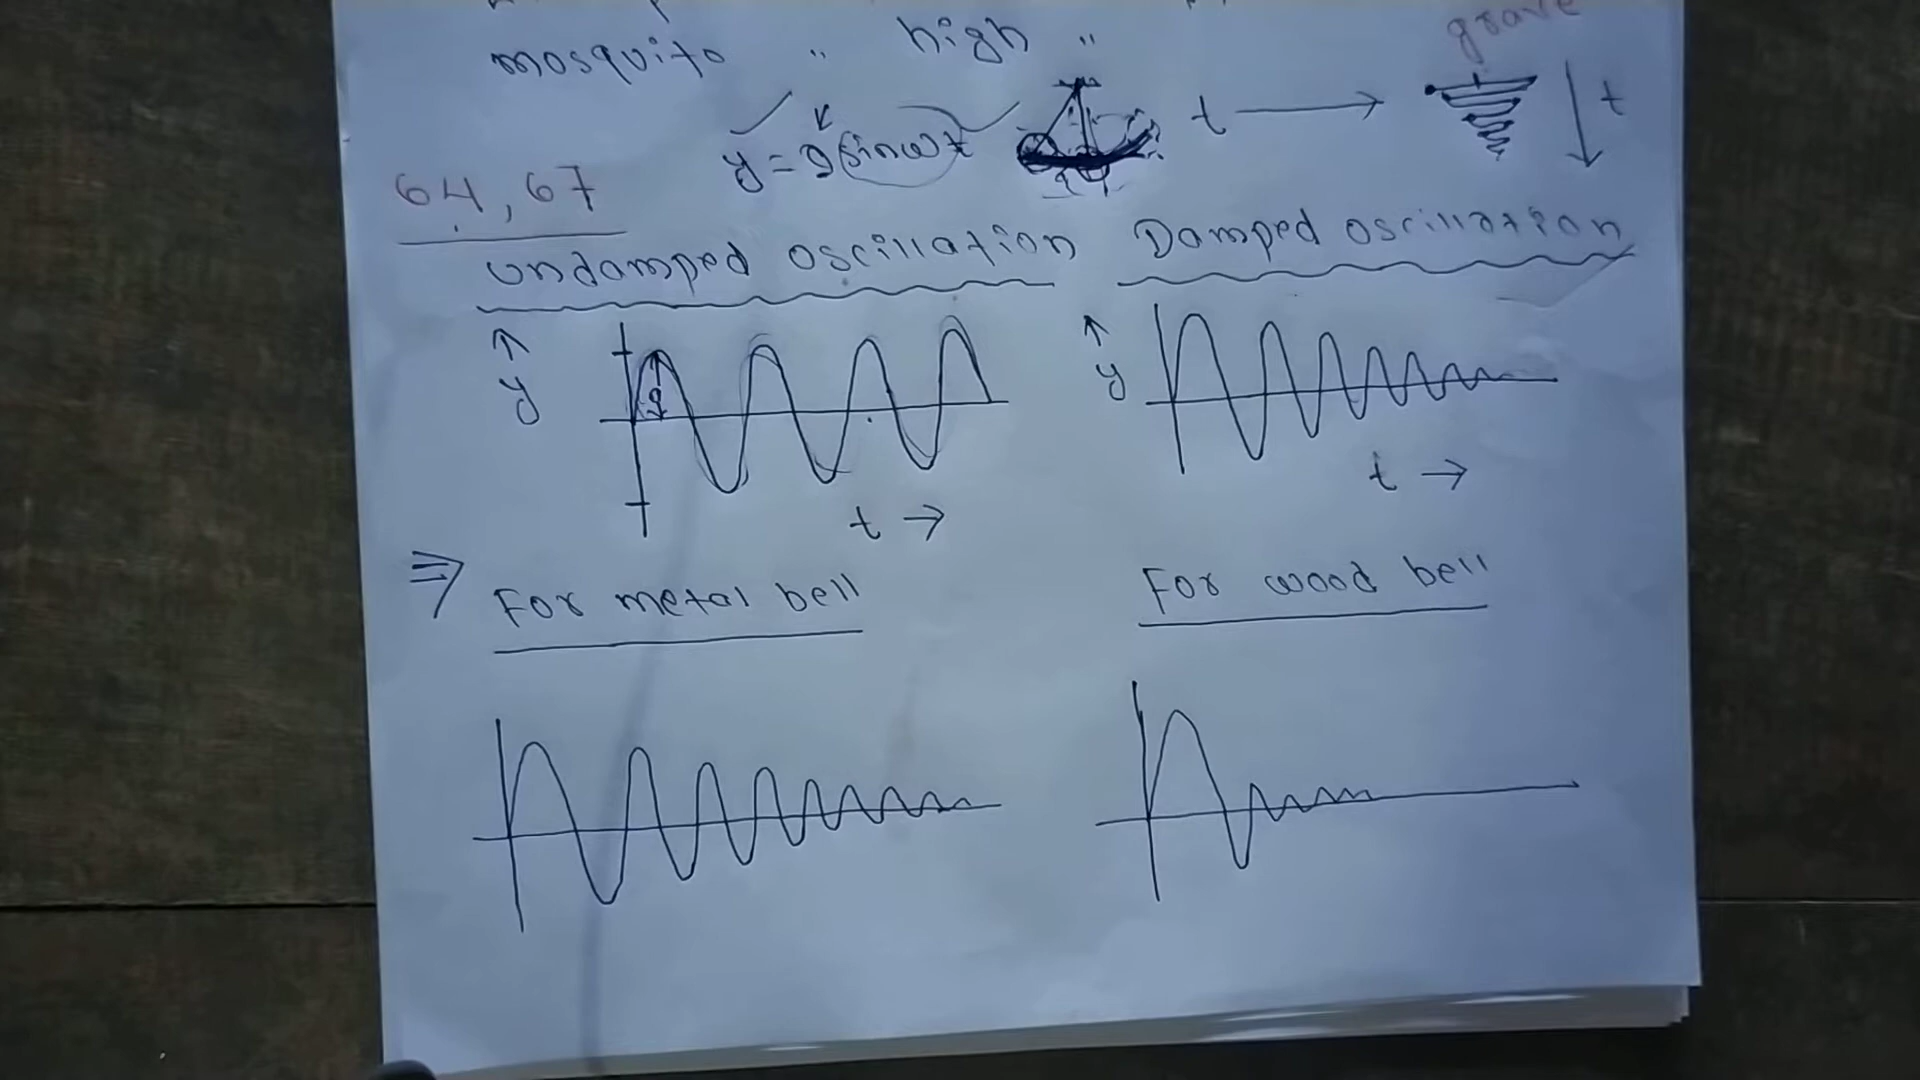 mosquito " high "
grave
y = a sin ωt t → t
64, 67
undamped oscillation Damped oscillation
y a y
t → t →
⇒ For metal bell For wood bell